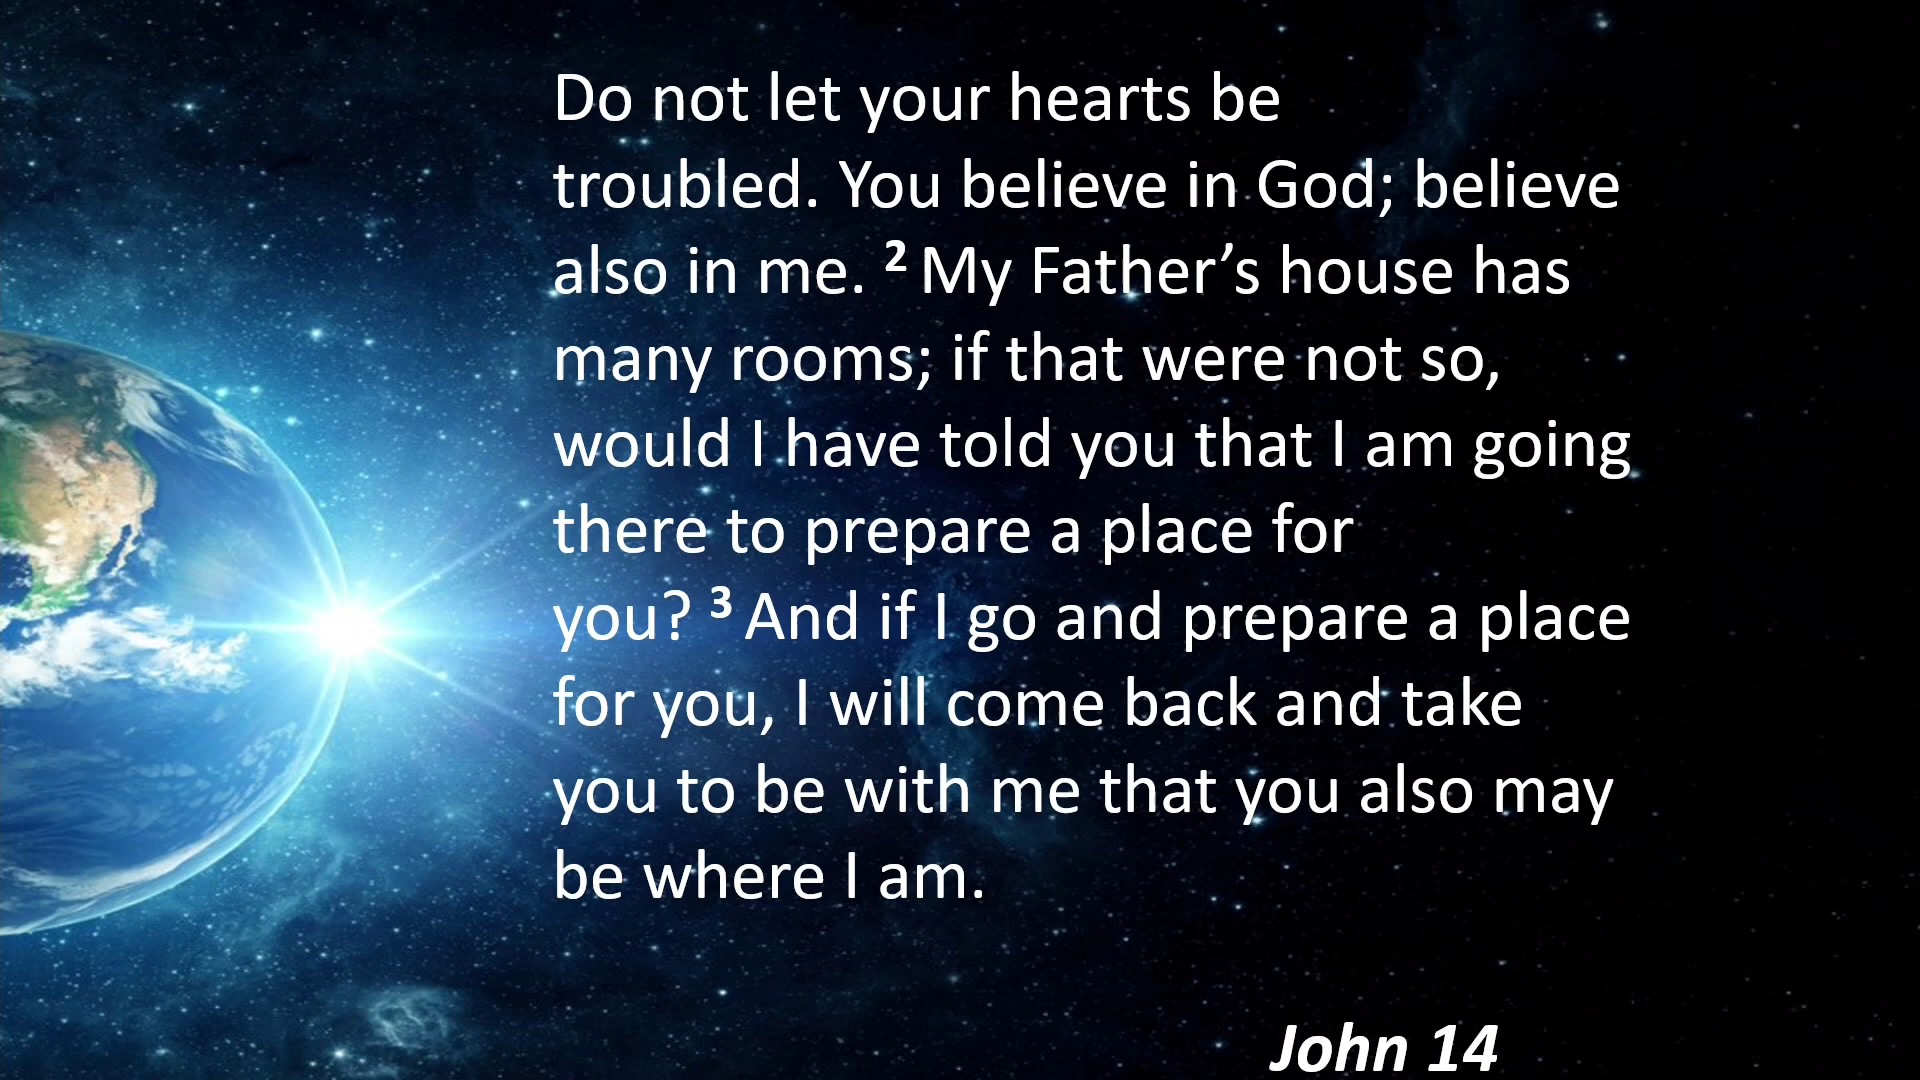 Do not let your hearts be
troubled. You believe in God; believe
also in me. 2 My Father’s house has
many rooms; if that were not so,
would I have told you that I am going
there to prepare a place for
you? 3 And if I go and prepare a place
for you, I will come back and take
you to be with me that you also may
be where I am.
John 14